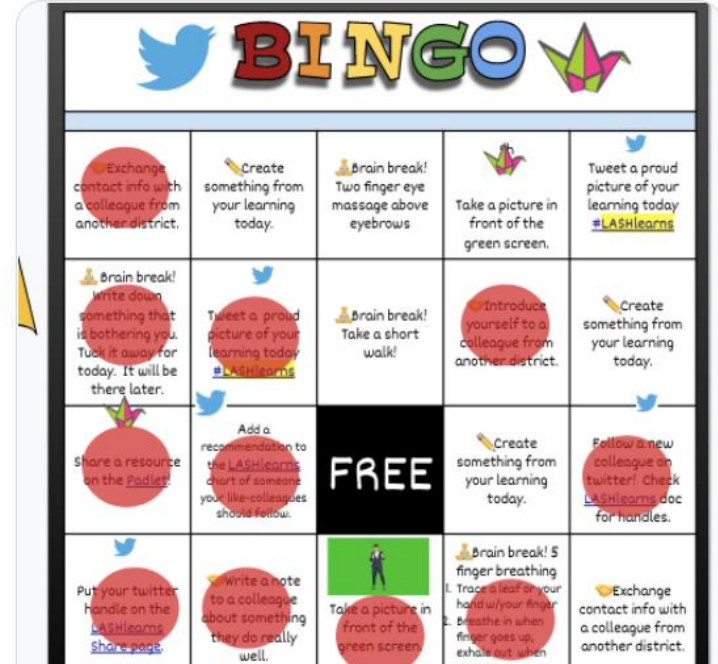 BINGO
Exchange
contact info with
a colleague from
another district.
Create
something from
your learning
today.
Brain break!
Two finger eye
massage above
eyebrows
Take a picture in
front of the
green screen.
Tweet a proud
picture of your
learning today
#LASHlearns
Brain break!
Write down
something that
is bothering you.
Tuck it away for
today. It will be
there later.
Tweet a proud
picture of your
learning today
#LASHlearns
Brain break!
Take a short
walk!
Introduce
yourself to a
colleague from
another district.
Create
something from
your learning
today.
Share a resource
on the Padlet!
Add a
recommendation to
the LASHlearns
chart of someone
your like-colleagues
should follow.
FREE
Create
something from
your learning
today.
Follow a new
colleague on
twitter! Check
LASHlearns doc
for handles.
Put your twitter
handle on the
LASHlearns
Share page.
Write a note
to a colleague
about something
they do really
well.
Take a picture in
front of the
green screen.
Brain break! 5
finger breathing
1. Trace a leaf or your
hand w/your finger
2. Breathe in when
finger goes up,
exhale out when
Exchange
contact info with
a colleague from
another district.